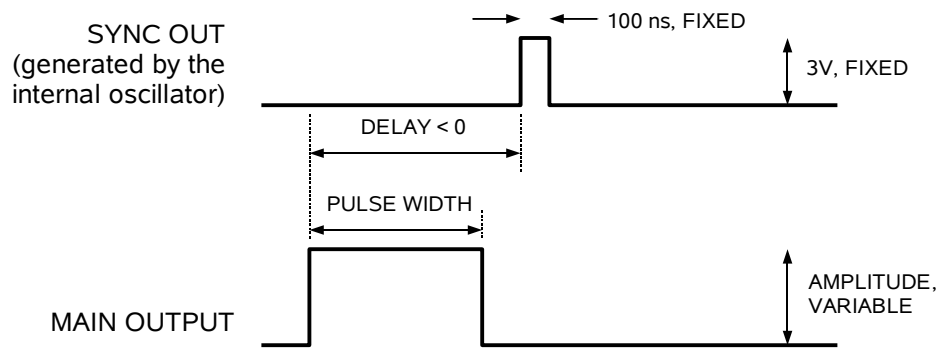 SYNC OUT
(generated by the
internal oscillator)
100 ns, FIXED
3V, FIXED
DELAY < 0
PULSE WIDTH
AMPLITUDE,
VARIABLE
MAIN OUTPUT